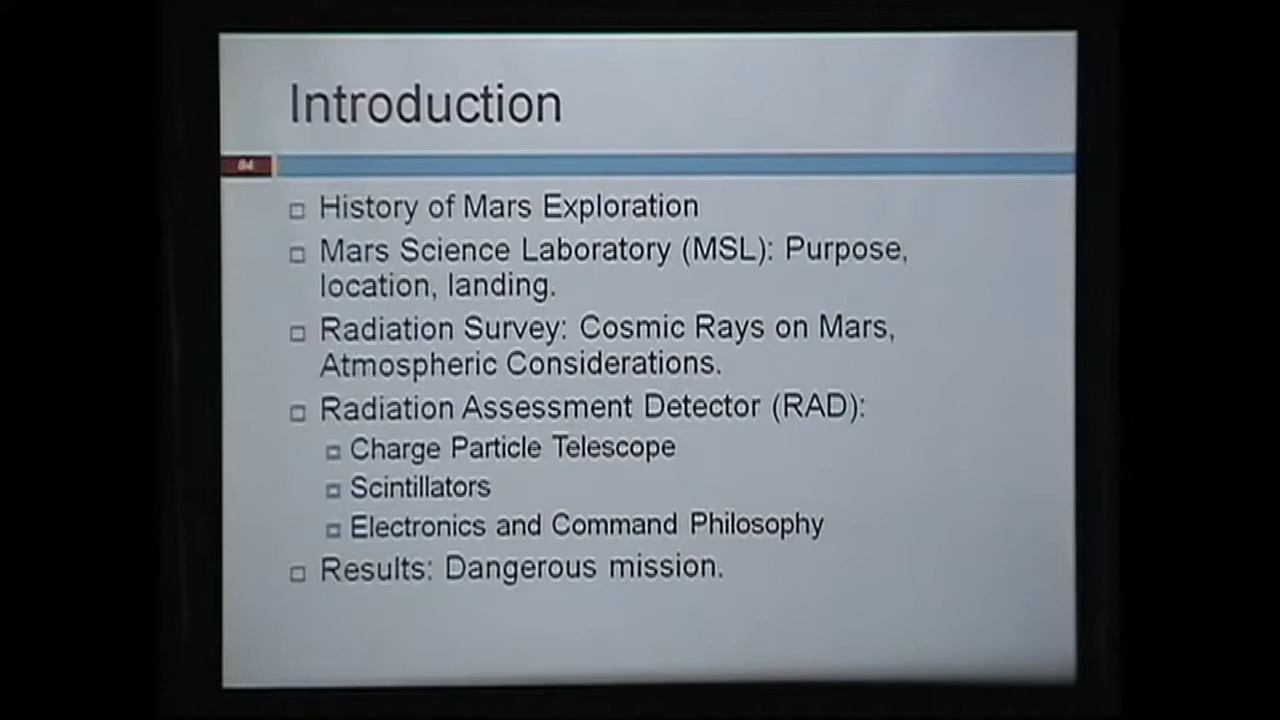 Introduction
84
History of Mars Exploration
Mars Science Laboratory (MSL): Purpose,
location, landing.
Radiation Survey: Cosmic Rays on Mars,
Atmospheric Considerations.
Radiation Assessment Detector (RAD):
Charge Particle Telescope
Scintillators
Electronics and Command Philosophy
Results: Dangerous mission.